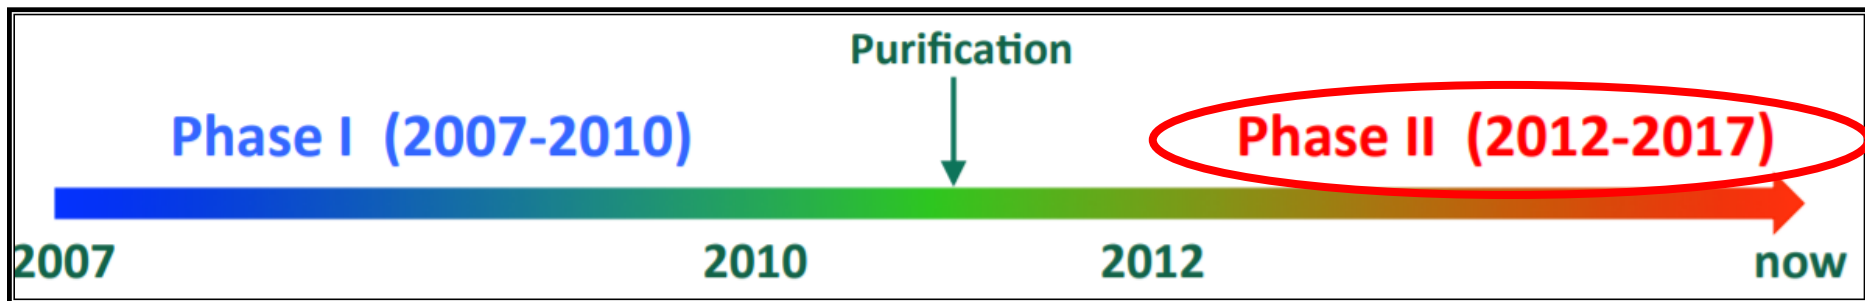 Purification
Phase I (2007-2010)
Phase II (2012-2017)
2007
2010
2012
now